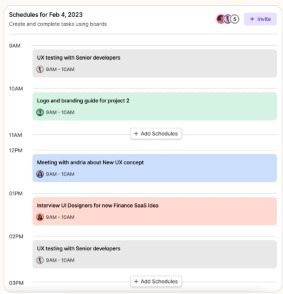 Schedules for Feb 4, 2023
Create and complete tasks using boards
5
+ Invite
9AM
UX testing with Senior developers
9AM - 10AM
10AM
Logo and branding guide for project 2
9AM - 10AM
11AM
+ Add Schedules
12PM
Meeting with andria about New UX concept
9AM - 10AM
01PM
Interview UI Designers for new Finance SaaS idea
9AM - 10AM
02PM
UX testing with Senior developers
9AM - 10AM
03PM
+ Add Schedules